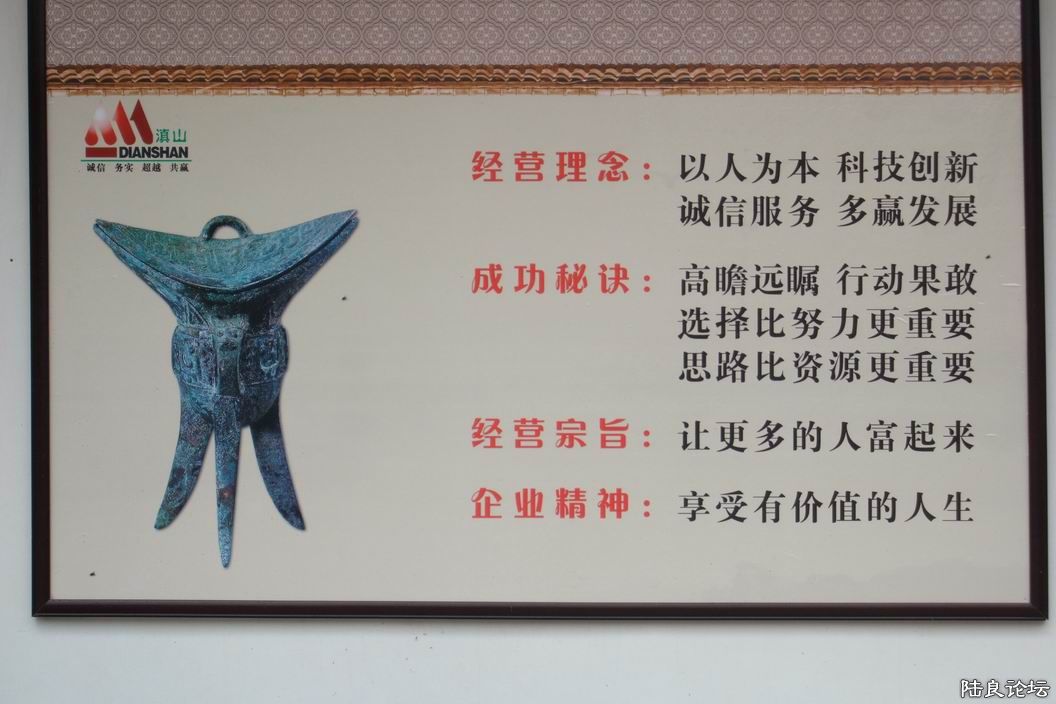 滇山
DIANSHAN
诚信 务实 超越 共赢
经营理念：以人为本 科技创新
诚信服务 多赢发展
成功秘诀：高瞻远瞩 行动果敢
选择比努力更重要
思路比资源更重要
经营宗旨：让更多的人富起来
企业精神：享受有价值的人生
陆良论坛